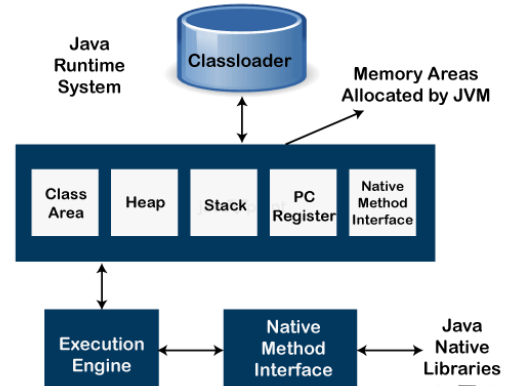 Java
Runtime
System
Classloader
Memory Areas
Allocated by JVM
Class
Area
Heap
Stack
PC
Register
Native
Method
Interface
Execution
Engine
Native
Method
Interface
Java
Native
Libraries